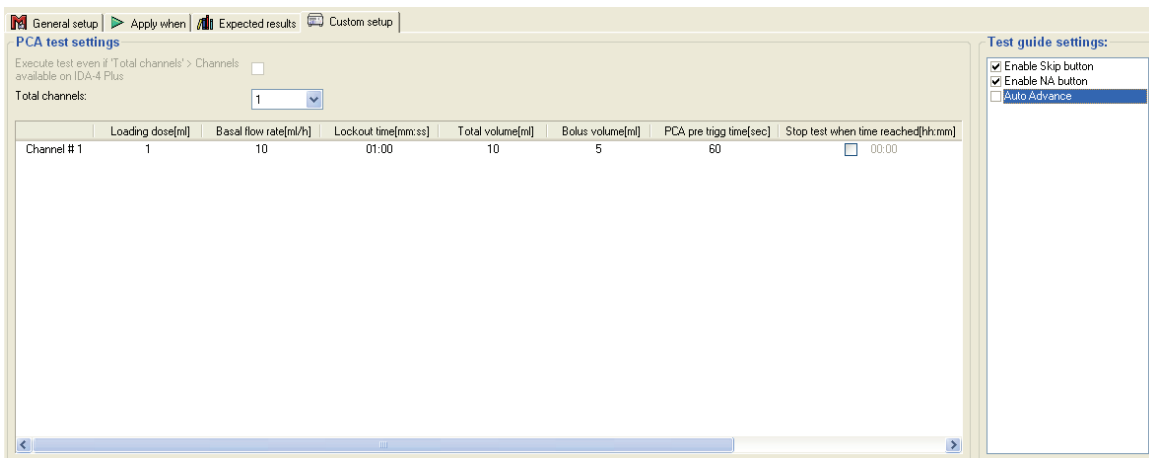 General setup Apply when Expected results Custom setup
PCA test settings
Execute test even if 'Total channels' > Channels
available on IDA-4 Plus
Total channels: 1
Loading dose[ml] Basal flow rate[ml/h] Lockout time[mm:ss] Total volume[ml] Bolus volume[ml] PCA pre trigg time[sec] Stop test when time reached[hh:mm]
Channel # 1 1 10 01:00 10 5 60 00:00
Test guide settings:
Enable Skip button
Enable NA button
Auto Advance